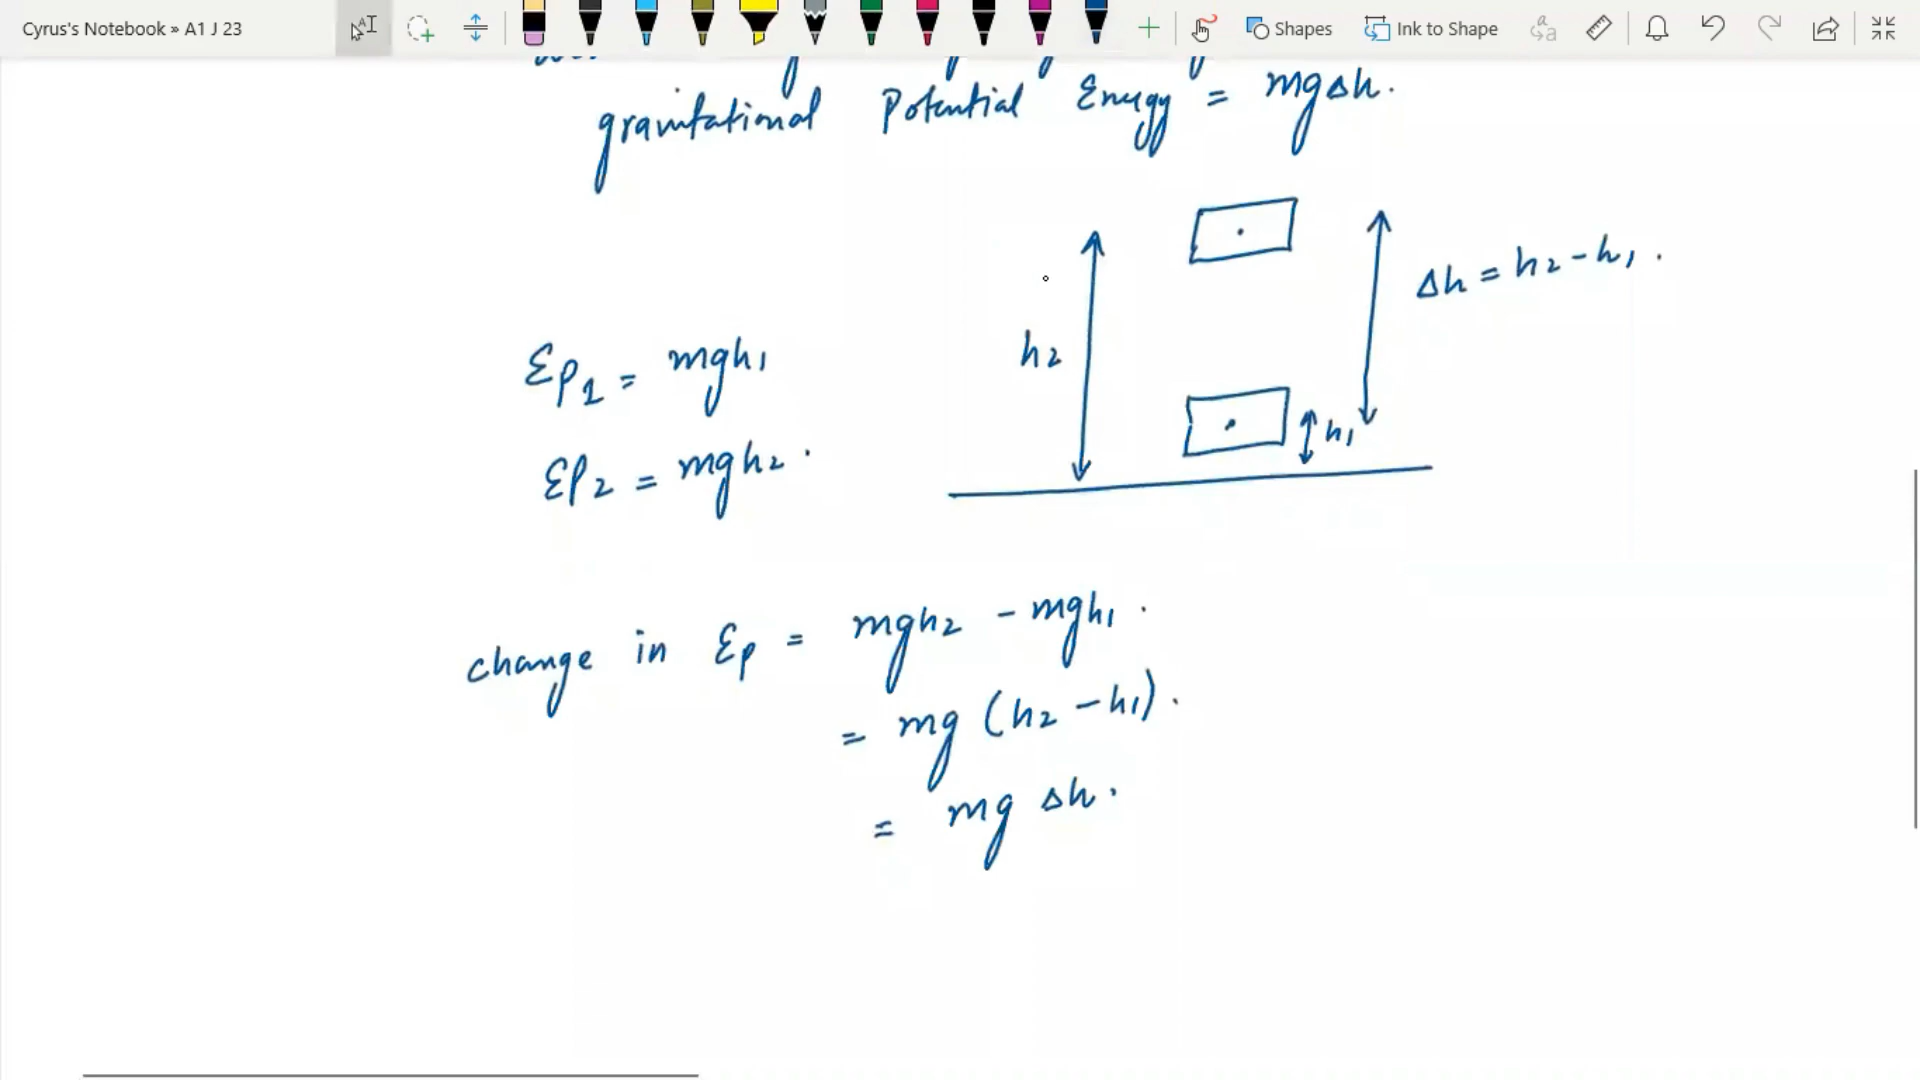 Cyrus's Notebook » A1 J 23
Shapes
Ink to Shape
gravitational Potential Energy = mgΔh.
Δh = h2 - h1 .
h2
h1
Ep1 = mgh1
Ep2 = mgh2 .
change in Ep = mgh2 - mgh1 .
= mg (h2 - h1) .
= mg Δh .